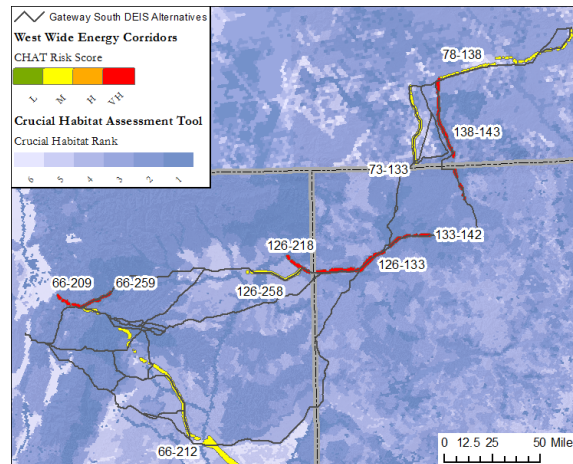 Gateway South DEIS Alternatives
West Wide Energy Corridors
CHAT Risk Score
L M H VH
Crucial Habitat Assessment Tool
Crucial Habitat Rank
6 5 4 3 2 1
78-138
138-143
73-133
133-142
126-218
126-133
66-209
66-259
126-258
66-212
0 12.5 25 50 Mile